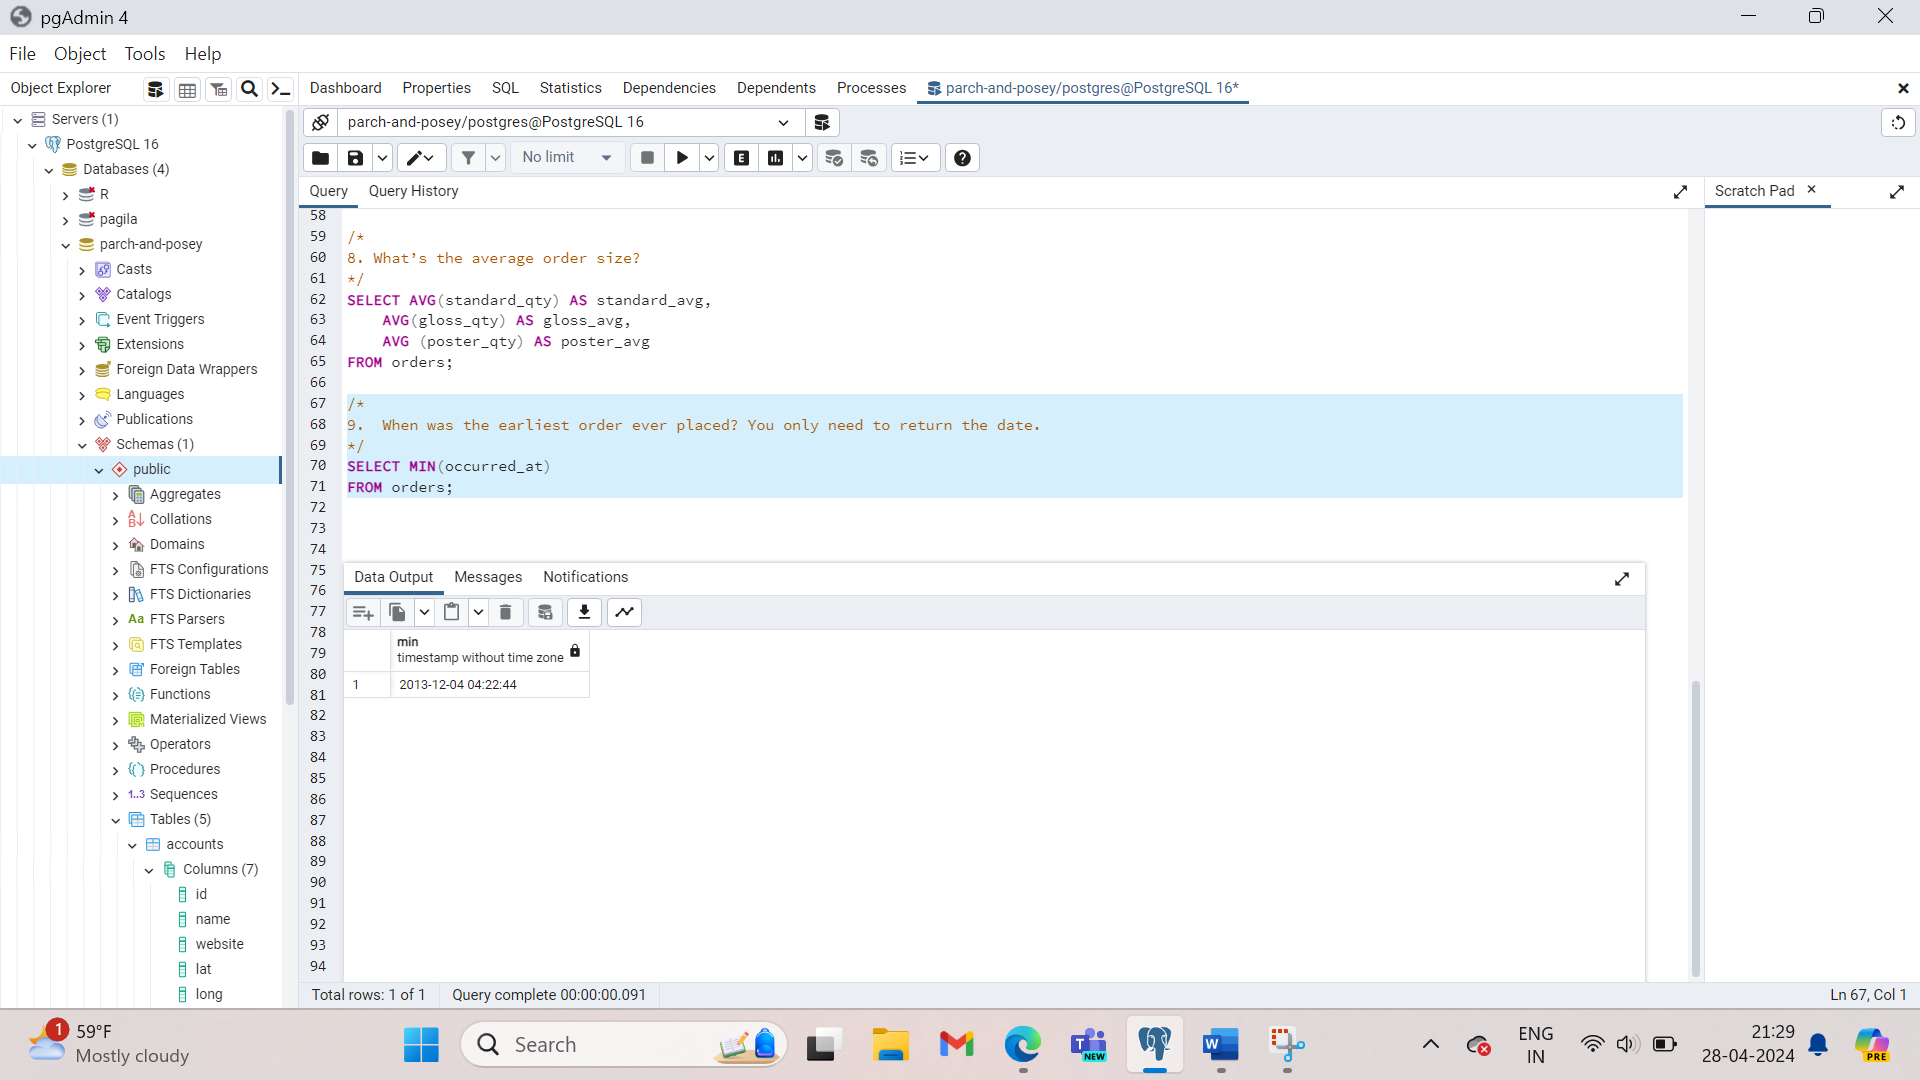 pgAdmin 4
File Object Tools Help
Object Explorer
Dashboard Properties SQL Statistics Dependencies Dependents Processes parch-and-posey/postgres@PostgreSQL 16*
Servers (1)
PostgreSQL 16
Databases (4)
R
pagila
parch-and-posey
Casts
Catalogs
Event Triggers
Extensions
Foreign Data Wrappers
Languages
Publications
Schemas (1)
public
Aggregates
Collations
Domains
FTS Configurations
FTS Dictionaries
Aa FTS Parsers
FTS Templates
Foreign Tables
Functions
Materialized Views
Operators
Procedures
1..3 Sequences
Tables (5)
accounts
Columns (7)
id
name
website
lat
long
parch-and-posey/postgres@PostgreSQL 16
No limit
E
Query Query History
Scratch Pad
58
59 /*
60 8. What’s the average order size?
61 */
62 SELECT AVG(standard_qty) AS standard_avg,
63 AVG(gloss_qty) AS gloss_avg,
64 AVG (poster_qty) AS poster_avg
65 FROM orders;
66
67 /*
68 9. When was the earliest order ever placed? You only need to return the date.
69 */
70 SELECT MIN(occurred_at)
71 FROM orders;
72
73
74
75
76
77
78
79
80
81
82
83
84
85
86
87
88
89
90
91
92
93
94
Data Output Messages Notifications
min
timestamp without time zone
1 2013-12-04 04:22:44
Total rows: 1 of 1 Query complete 00:00:00.091
Ln 67, Col 1
1
59°F
Mostly cloudy
Search
T
NEW
W
ENG
IN
21:29
28-04-2024
PRE